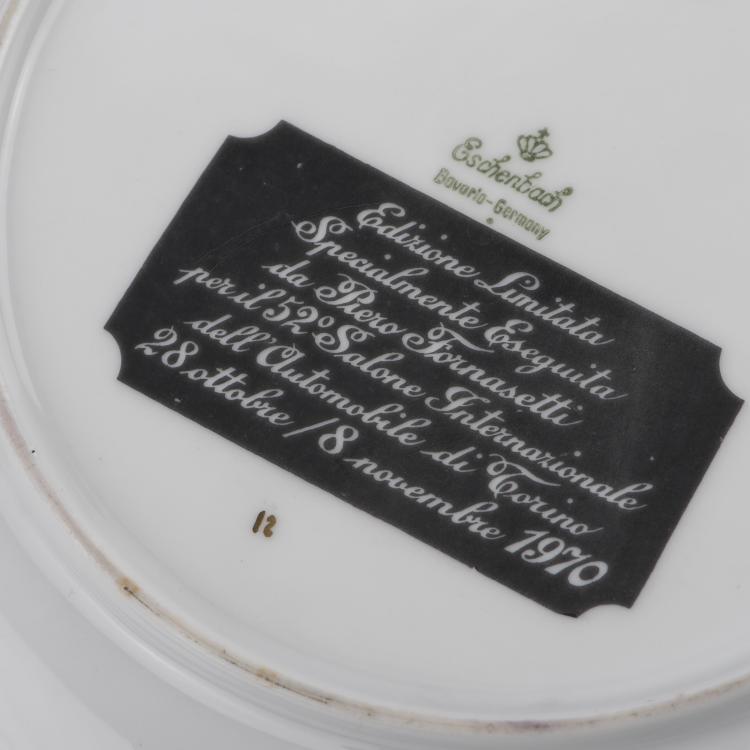 Eschenbach
Bavaria-Germany
Edizione Limitata
Specialmente Eseguita
da Piero Fornasetti
per il 52º Salone Internazionale
dell'Automobile di Torino
28 ottobre / 8 novembre 1970
12